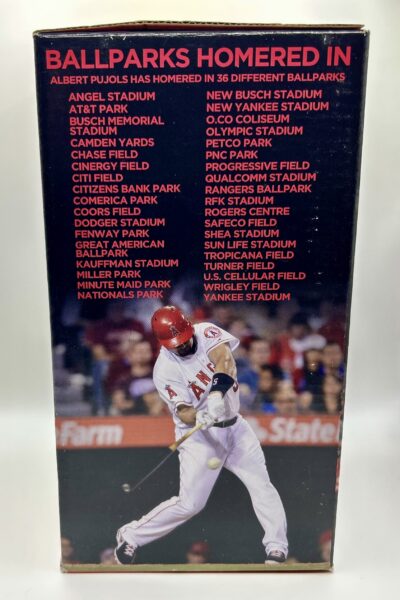 BALLPARKS HOMERED IN
ALBERT PUJOLS HAS HOMERED IN 36 DIFFERENT BALLPARKS
ANGEL STADIUM
AT&T PARK
BUSCH MEMORIAL
STADIUM
CAMDEN YARDS
CHASE FIELD
CINERGY FIELD
CITI FIELD
CITIZENS BANK PARK
COMERICA PARK
COORS FIELD
DODGER STADIUM
FENWAY PARK
GREAT AMERICAN
BALLPARK
KAUFFMAN STADIUM
MILLER PARK
MINUTE MAID PARK
NATIONALS PARK
NEW BUSCH STADIUM
NEW YANKEE STADIUM
O.CO COLISEUM
OLYMPIC STADIUM
PETCO PARK
PNC PARK
PROGRESSIVE FIELD
QUALCOMM STADIUM
RANGERS BALLPARK
RFK STADIUM
ROGERS CENTRE
SAFECO FIELD
SHEA STADIUM
SUN LIFE STADIUM
TROPICANA FIELD
TURNER FIELD
U.S. CELLULAR FIELD
WRIGLEY FIELD
YANKEE STADIUM
Farm
State
ANG
5